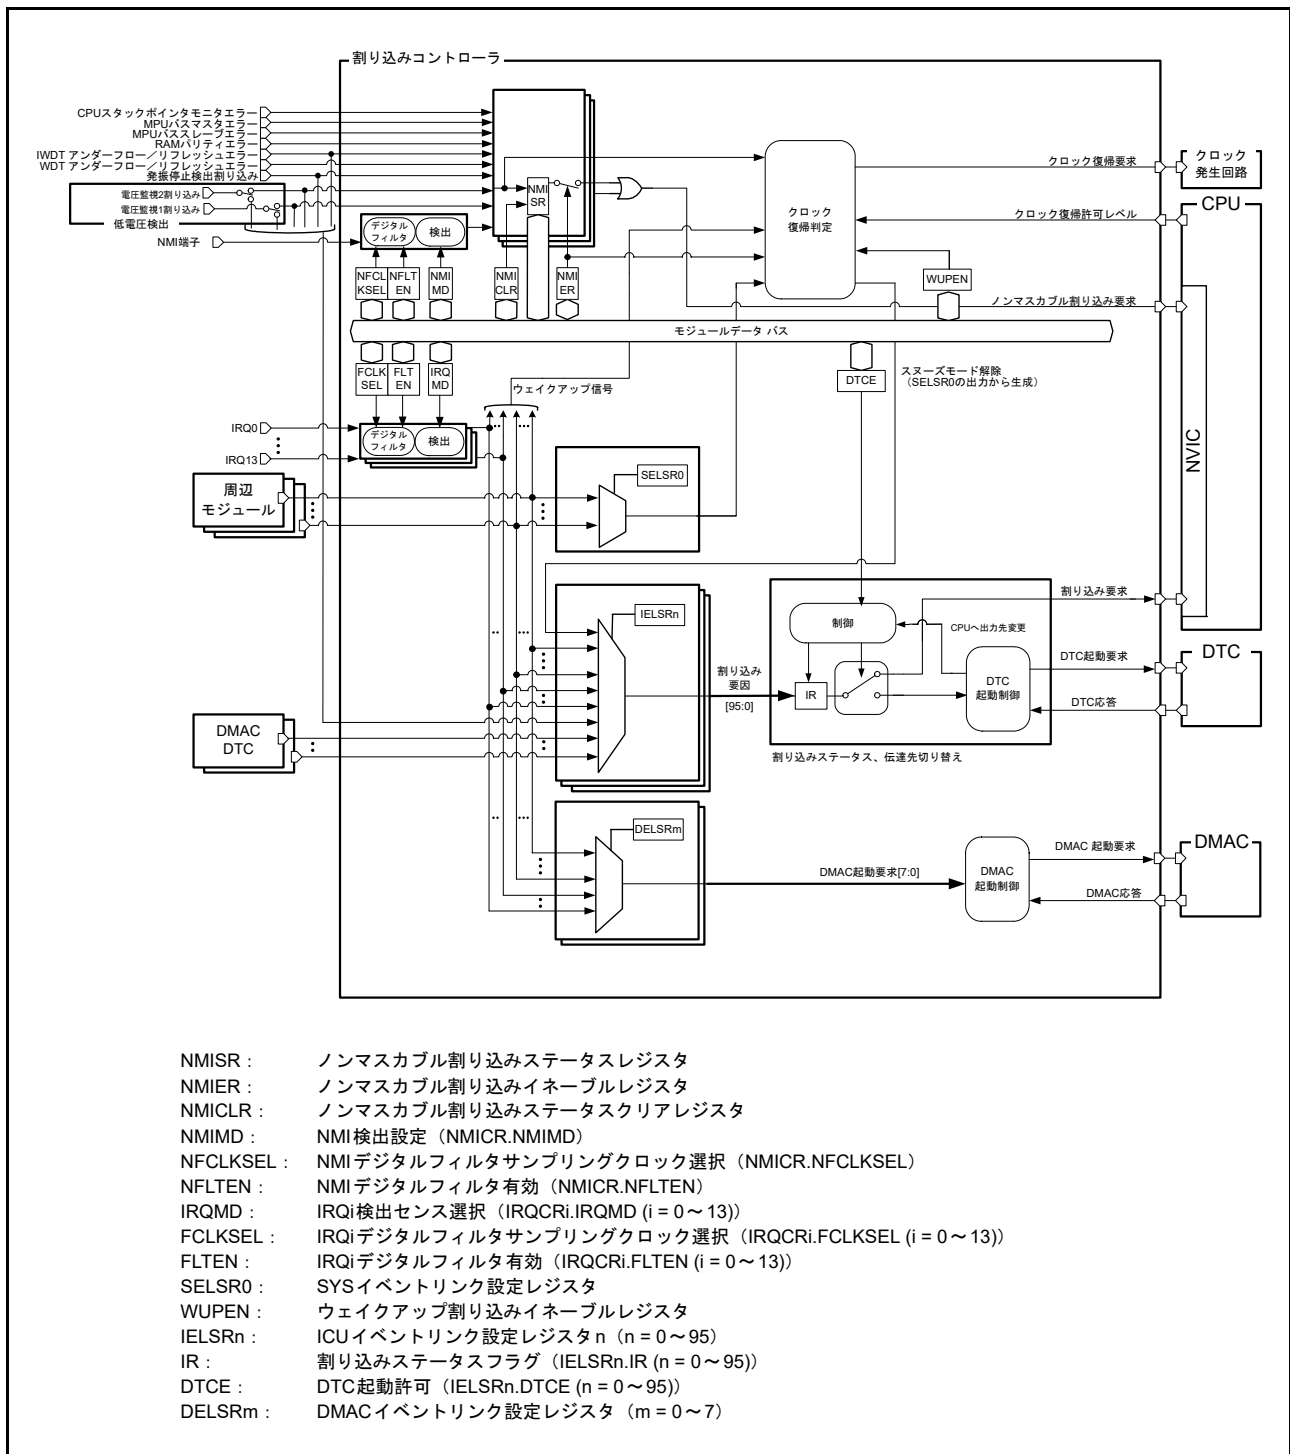 割り込みコントローラ
CPUスタックポインタモニタエラー
MPUバスマスタエラー
MPUバススレーブエラー
RAMパリティエラー
IWDT アンダーフロー／リフレッシュエラー
WDT アンダーフロー／リフレッシュエラー
発振停止検出割り込み
電圧監視2割り込み
電圧監視1割り込み
低電圧検出
NMI端子
デジタル
フィルタ
検出
NFCL
KSEL
NFLT
EN
NMI
MD
NMI
SR
NMI
CLR
NMI
ER
クロック
復帰判定
WUPEN
クロック復帰要求
クロック
発生回路
クロック復帰許可レベル
CPU
ノンマスカブル割り込み要求
NVIC
モジュールデータ バス
FCLK
SEL
FLT
EN
IRQ
MD
ウェイクアップ信号
DTCE
スヌーズモード解除
（SELSR0の出力から生成）
IRQ0
IRQ13
デジタル
フィルタ
検出
周辺
モジュール
SELSR0
IELSRn
割り込み
要因
[95:0]
制御
CPUへ出力先変更
IR
DTC
起動制御
割り込み要求
DTC起動要求
DTC応答
DTC
割り込みステータス、伝達先切り替え
DMAC
DTC
DELSRm
DMAC起動要求[7:0]
DMAC
起動制御
DMAC 起動要求
DMAC応答
DMAC
NMISR : ノンマスカブル割り込みステータスレジスタ
NMIER : ノンマスカブル割り込みイネーブルレジスタ
NMICLR : ノンマスカブル割り込みステータスクリアレジスタ
NMIMD : NMI検出設定（NMICR.NMIMD）
NFCLKSEL : NMIデジタルフィルタサンプリングクロック選択（NMICR.NFCLKSEL）
NFLTEN : NMIデジタルフィルタ有効（NMICR.NFLTEN）
IRQMD : IRQi検出センス選択（IRQCRi.IRQMD (i = 0～13)）
FCLKSEL : IRQiデジタルフィルタサンプリングクロック選択（IRQCRi.FCLKSEL (i = 0～13)）
FLTEN : IRQiデジタルフィルタ有効（IRQCRi.FLTEN (i = 0～13)）
SELSR0 : SYSイベントリンク設定レジスタ
WUPEN : ウェイクアップ割り込みイネーブルレジスタ
IELSRn : ICUイベントリンク設定レジスタn（n = 0～95）
IR : 割り込みステータスフラグ（IELSRn.IR (n = 0～95)）
DTCE : DTC起動許可（IELSRn.DTCE (n = 0～95)）
DELSRm : DMACイベントリンク設定レジスタ（m = 0～7）